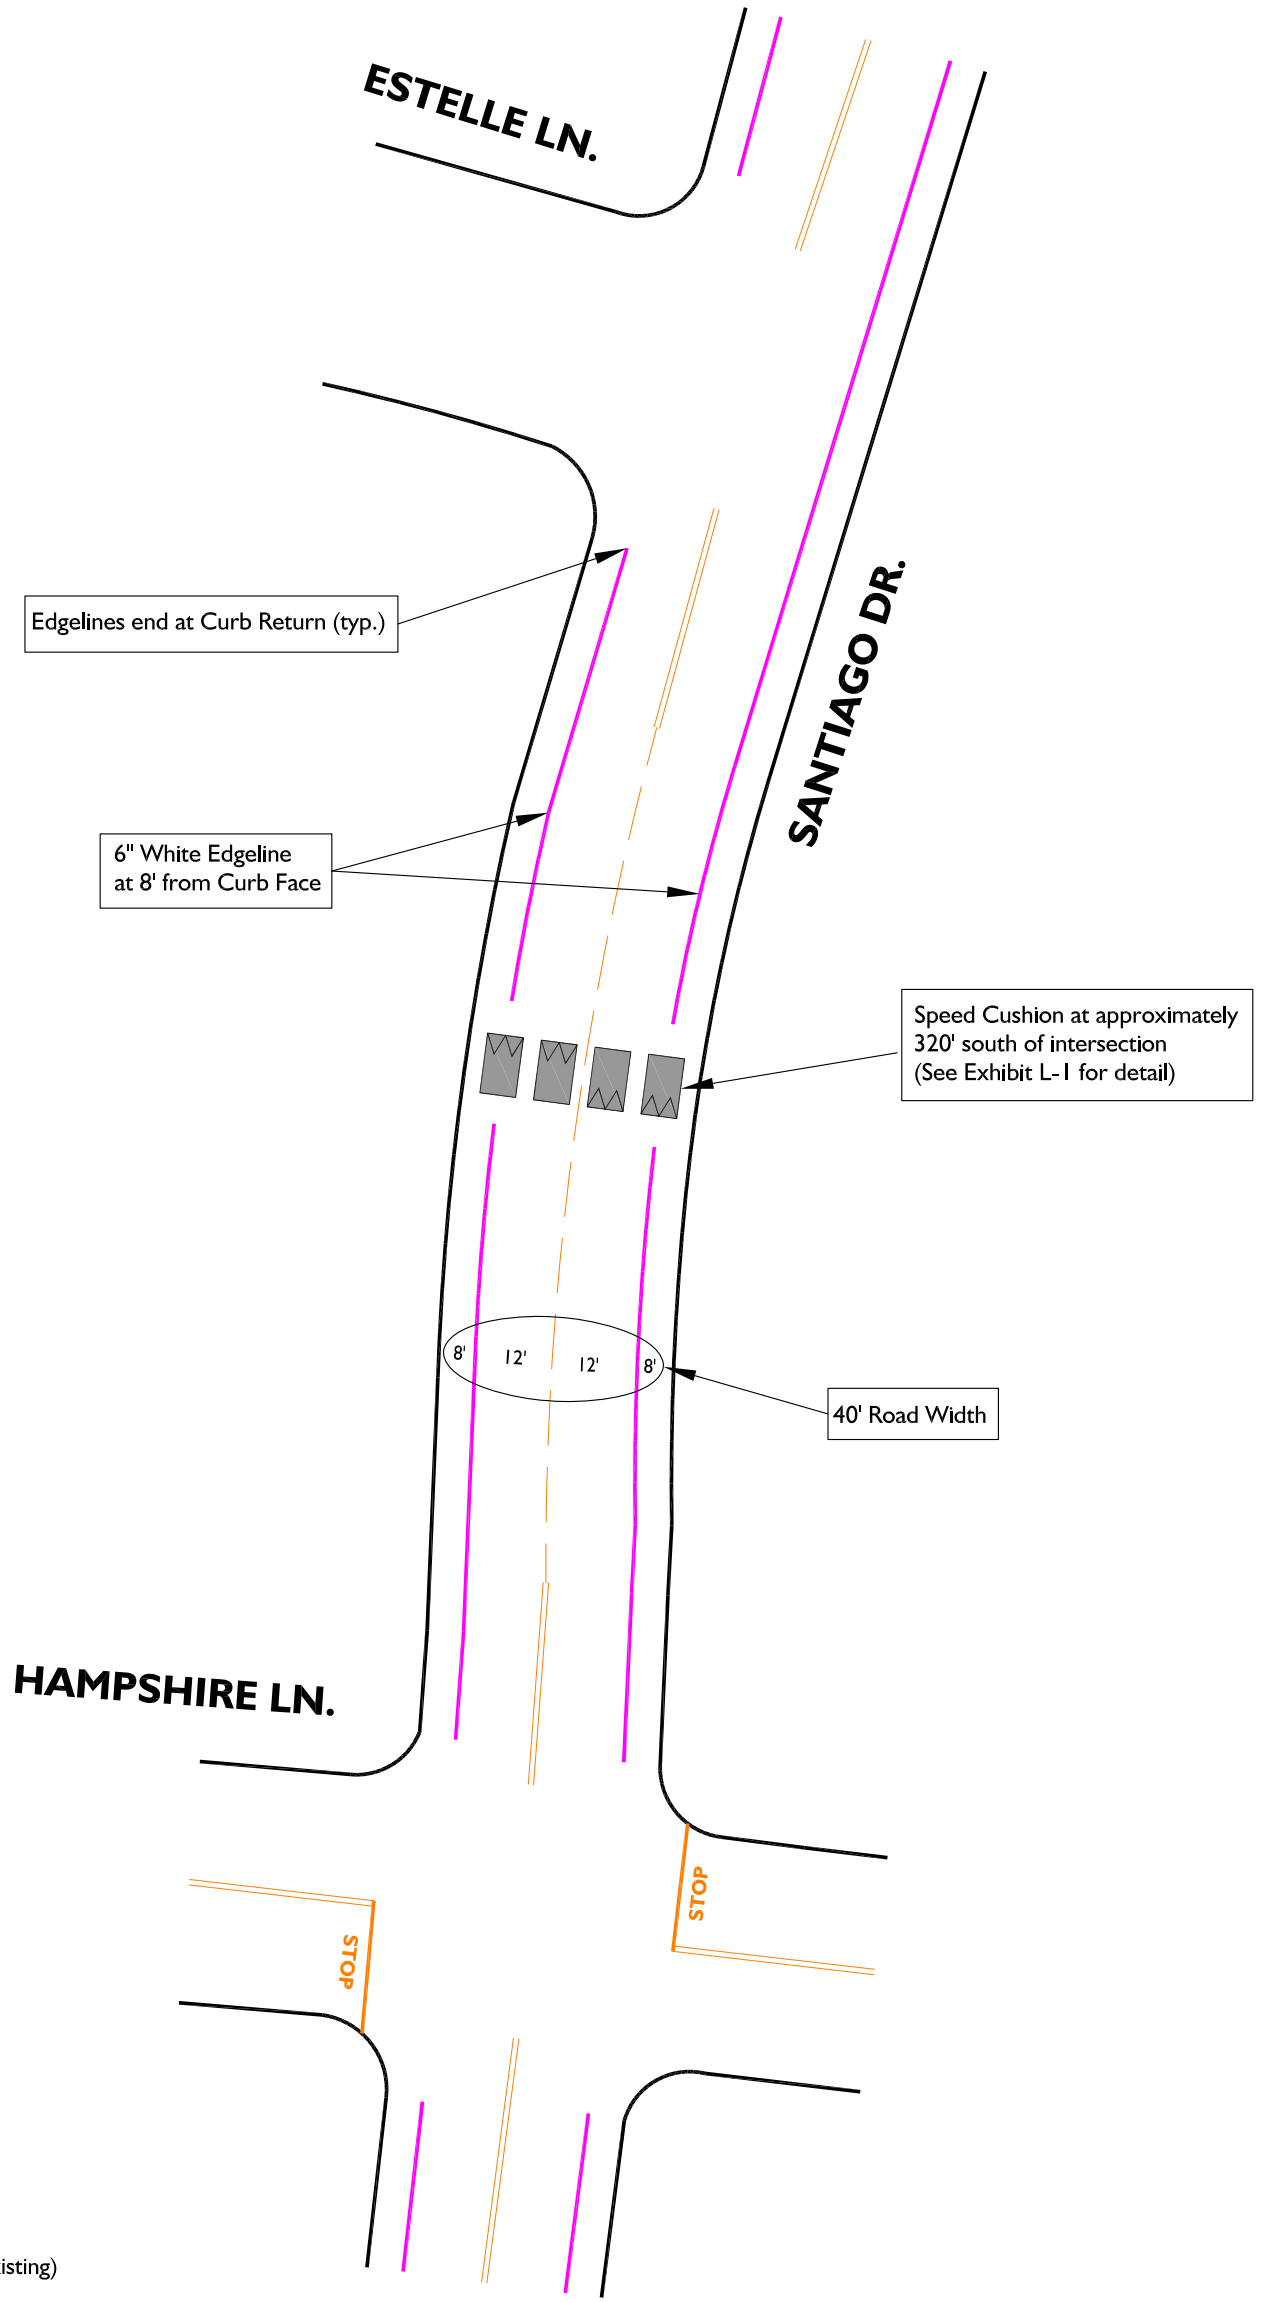 ESTELLE LN.
Edgelines end at Curb Return (typ.)
SANTIAGO DR.
6" White Edgeline
at 8' from Curb Face
Speed Cushion at approximately
320' south of intersection
(See Exhibit L-1 for detail)
8' 12' 12' 8'
40' Road Width
HAMPSHIRE LN.
STOP
STOP
isting)